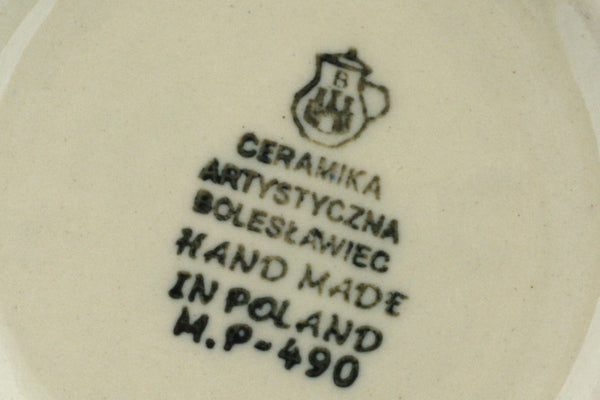 B
CERAMIKA
ARTYSTYCZNA
BOLESŁAWIEC
HAND MADE
IN POLAND
M.P-490